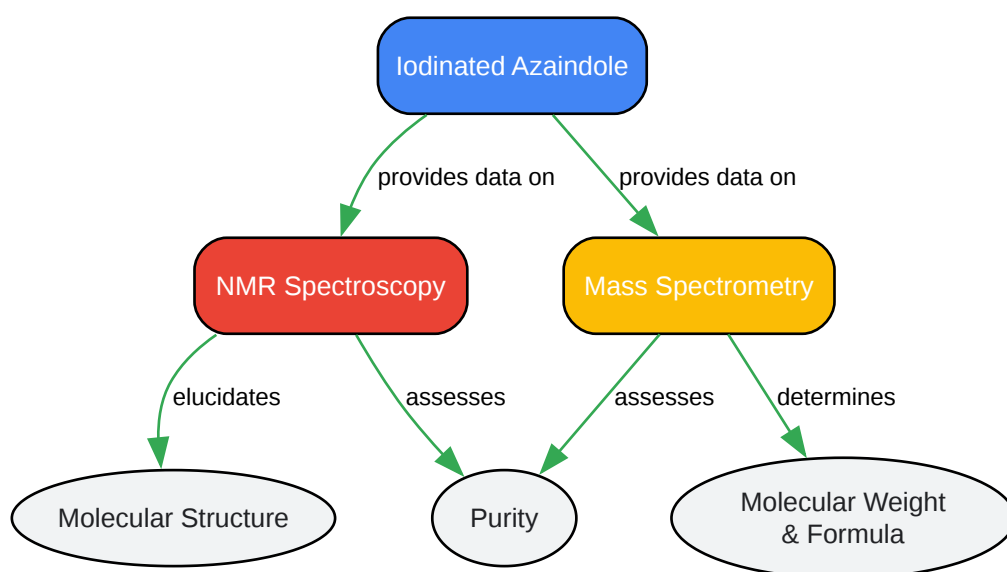 Iodinated Azaindole
provides data on
provides data on
NMR Spectroscopy
Mass Spectrometry
elucidates
assesses
assesses
determines
Molecular Structure
Purity
Molecular Weight
& Formula